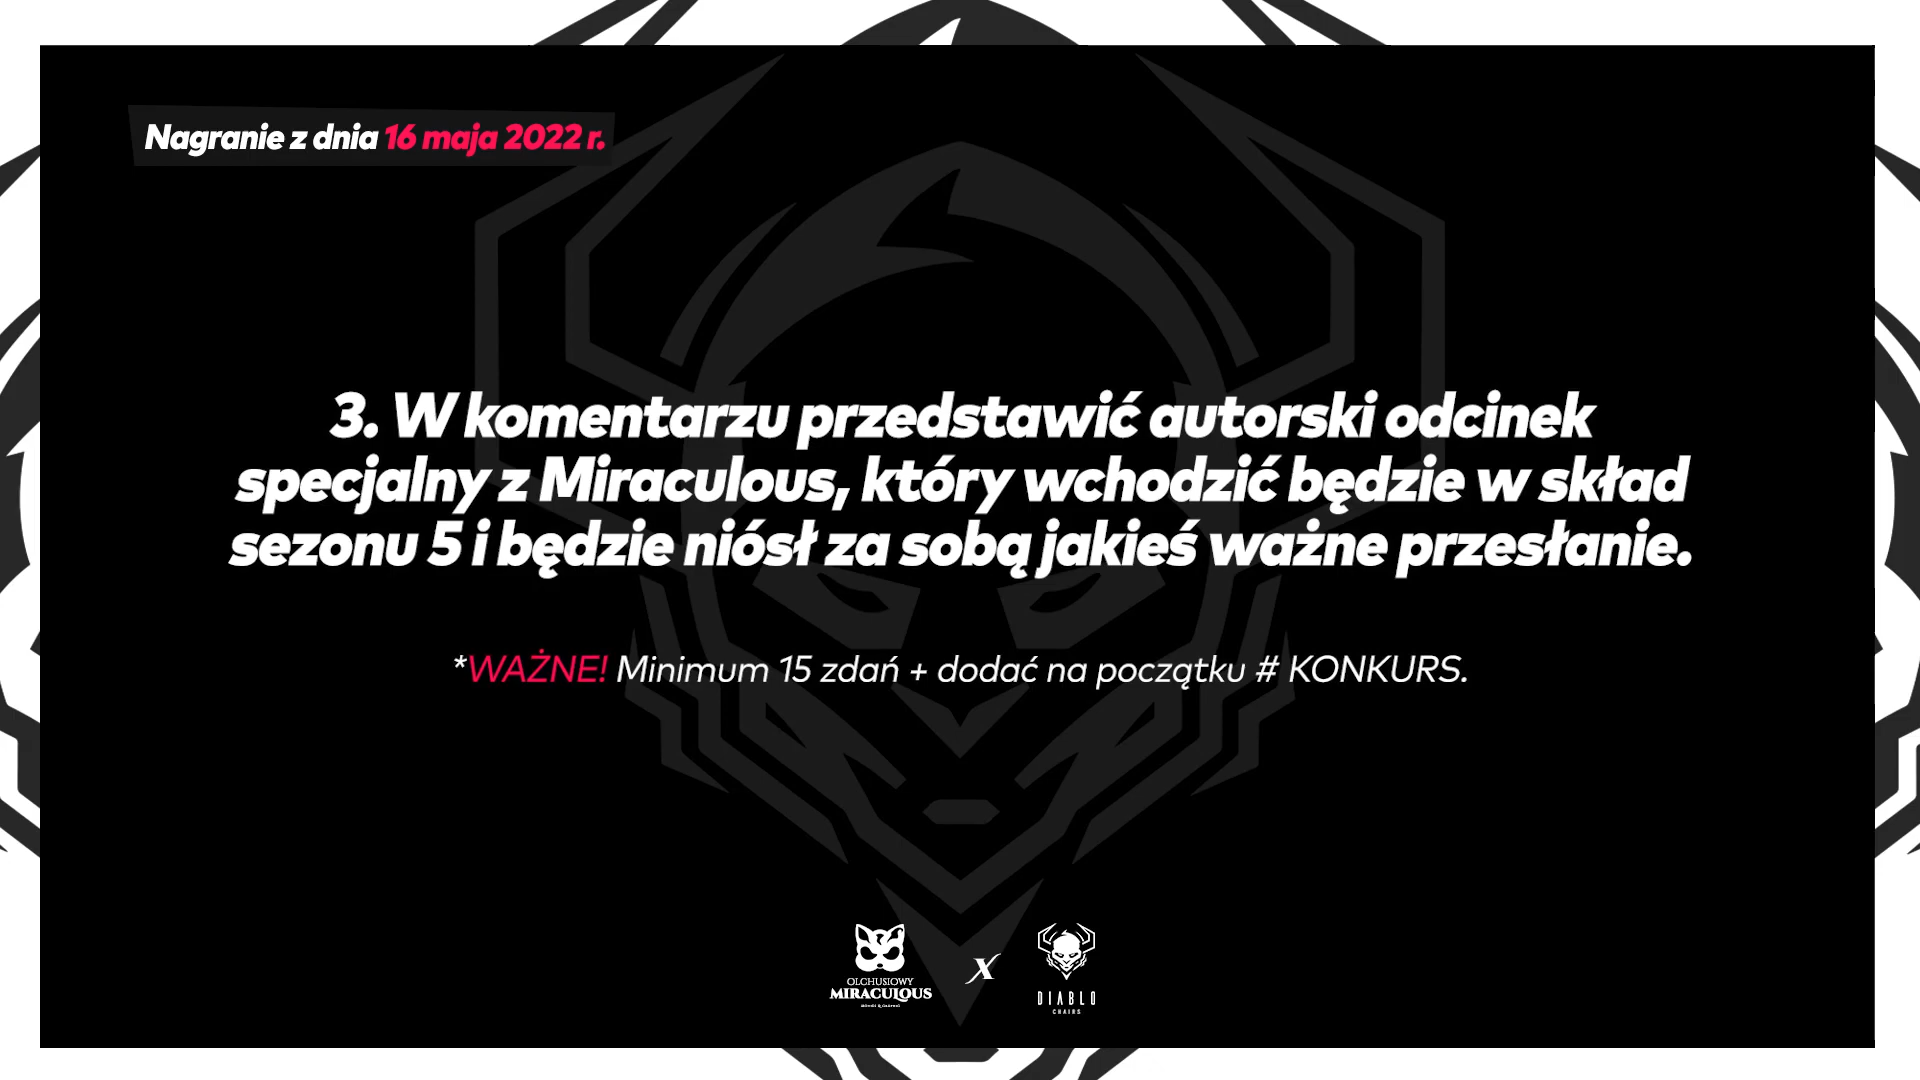 Nagranie z dnia 16 maja 2022 r.
3. W komentarzu przedstawić autorski odcinek
specjalny z Miraculous, który wchodzić będzie w skład
sezonu 5 i będzie niósł za sobą jakieś ważne przesłanie.
*WAŻNE! Minimum 15 zdań + dodać na początku # KONKURS.
OLCHUSIOWY
MIRACULOUS
X
DIABLO
CHAIRS